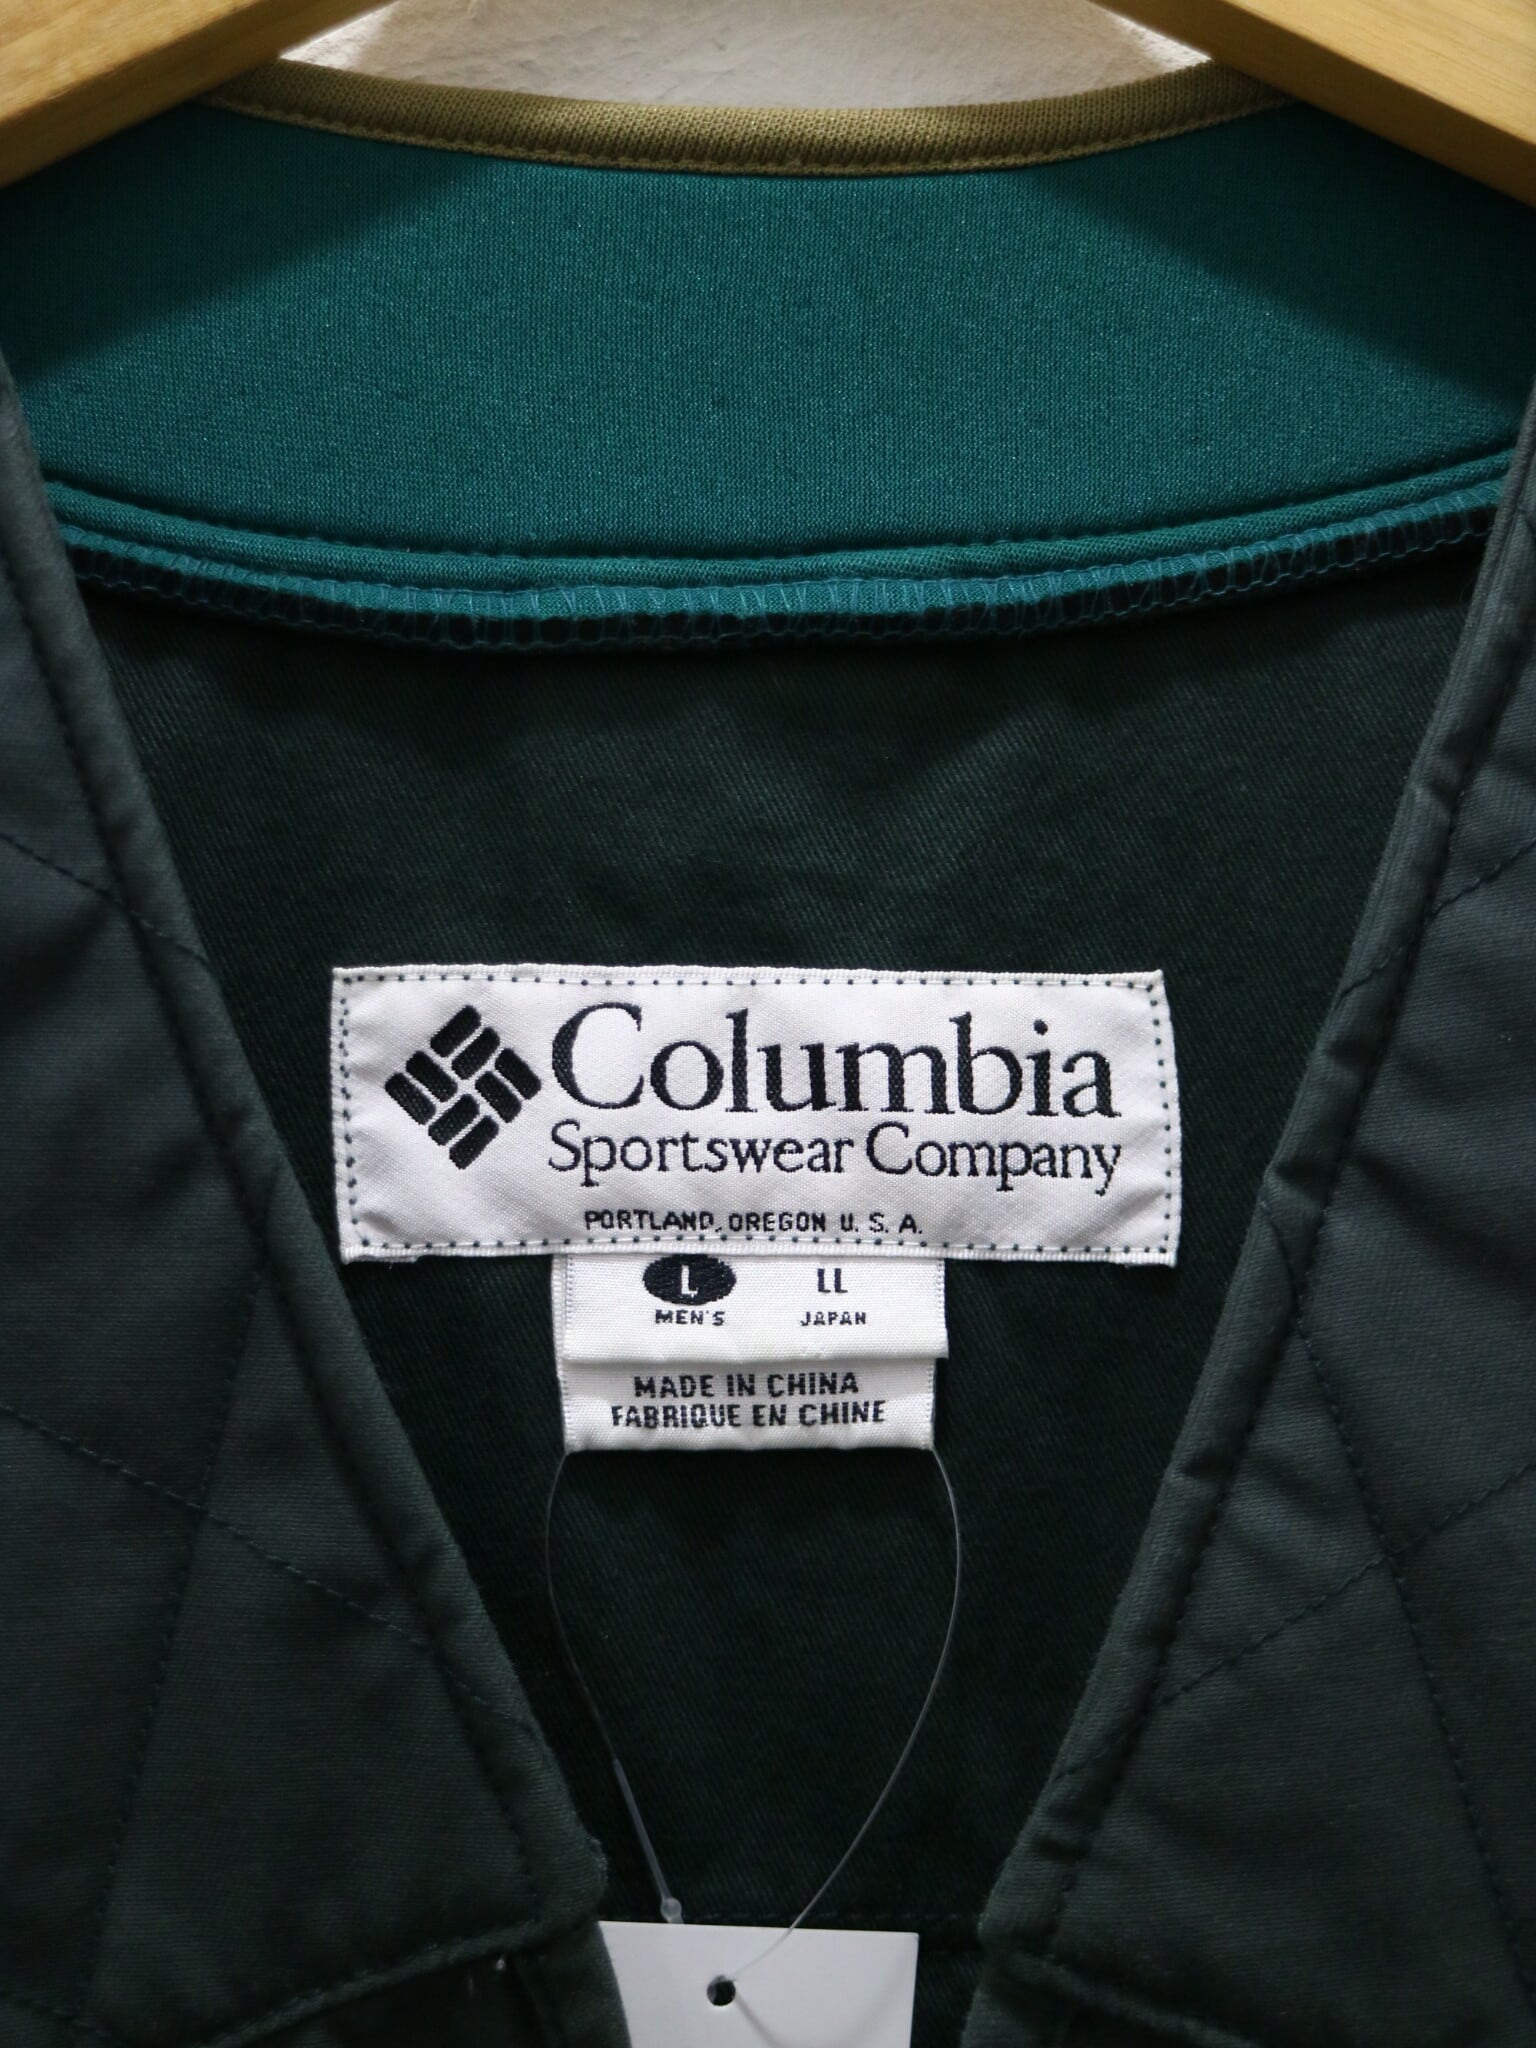 Columbia
Sportswear Company
PORTLAND, OREGON U.S.A.
L LL
MEN'S JAPAN
MADE IN CHINA
FABRIQUE EN CHINE